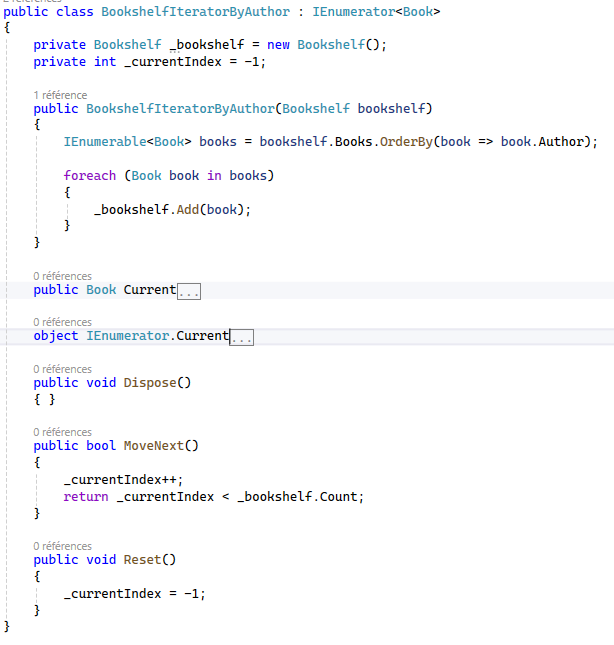 2 références
public class BookshelfIteratorByAuthor : IEnumerator<Book>
{
private Bookshelf _bookshelf = new Bookshelf();
private int _currentIndex = -1;
1 référence
public BookshelfIteratorByAuthor(Bookshelf bookshelf)
{
IEnumerable<Book> books = bookshelf.Books.OrderBy(book => book.Author);
foreach (Book book in books)
{
_bookshelf.Add(book);
}
}
0 références
public Book Current...
0 références
object IEnumerator.Current...
0 références
public void Dispose()
{ }
0 références
public bool MoveNext()
{
_currentIndex++;
return _currentIndex < _bookshelf.Count;
}
0 références
public void Reset()
{
_currentIndex = -1;
}
}